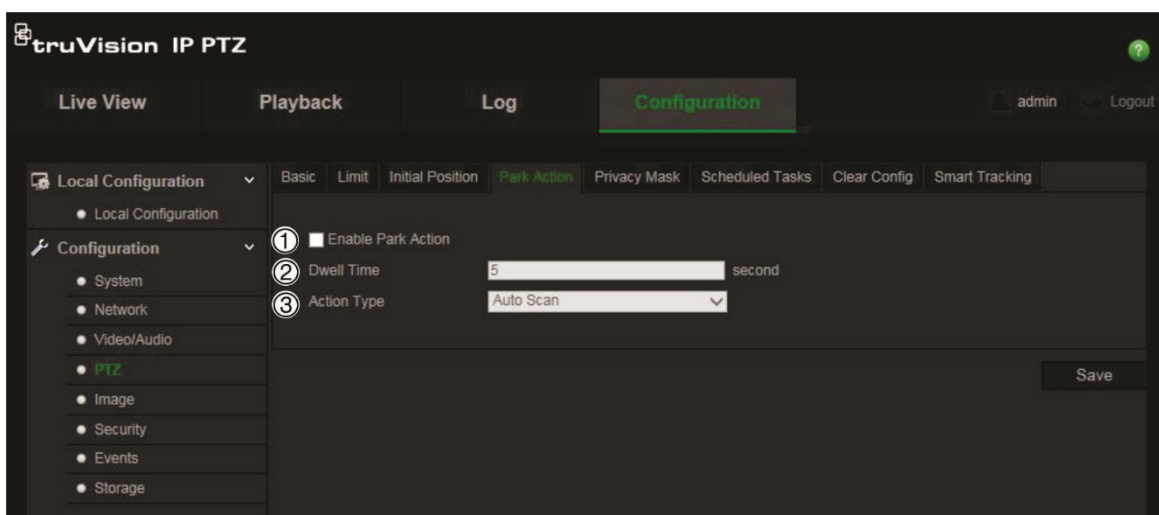 truVision IP PTZ
?
Live View Playback Log Configuration admin Logout
Local Configuration
Local Configuration
Configuration
System
Network
Video/Audio
PTZ
Image
Security
Events
Storage
Basic Limit Initial Position Park Action Privacy Mask Scheduled Tasks Clear Config Smart Tracking
① Enable Park Action
② Dwell Time 5 second
③ Action Type Auto Scan
Save